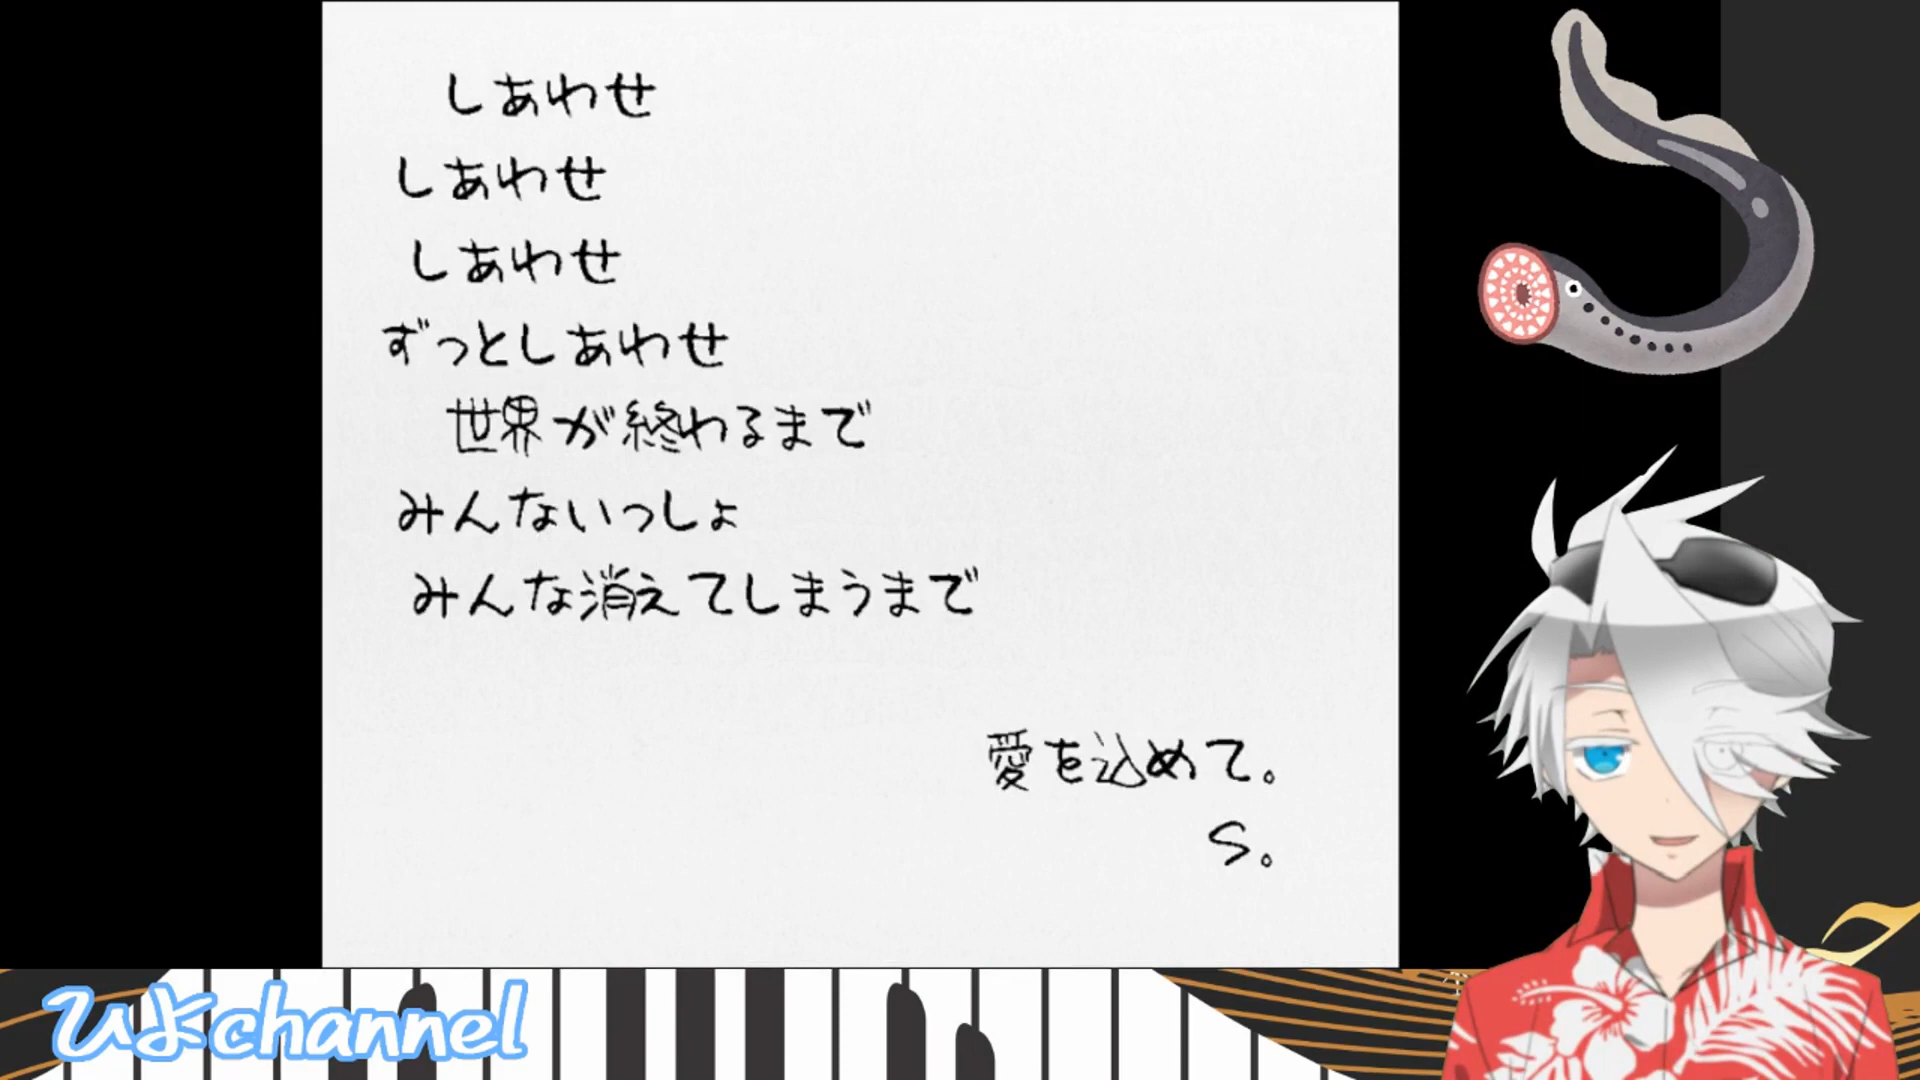 しあわせ
しあわせ
しあわせ
ずっとしあわせ
世界が終わるまで
みんないっしょ
みんな消えてしまうまで
愛を込めて。
S。
ひよchannel